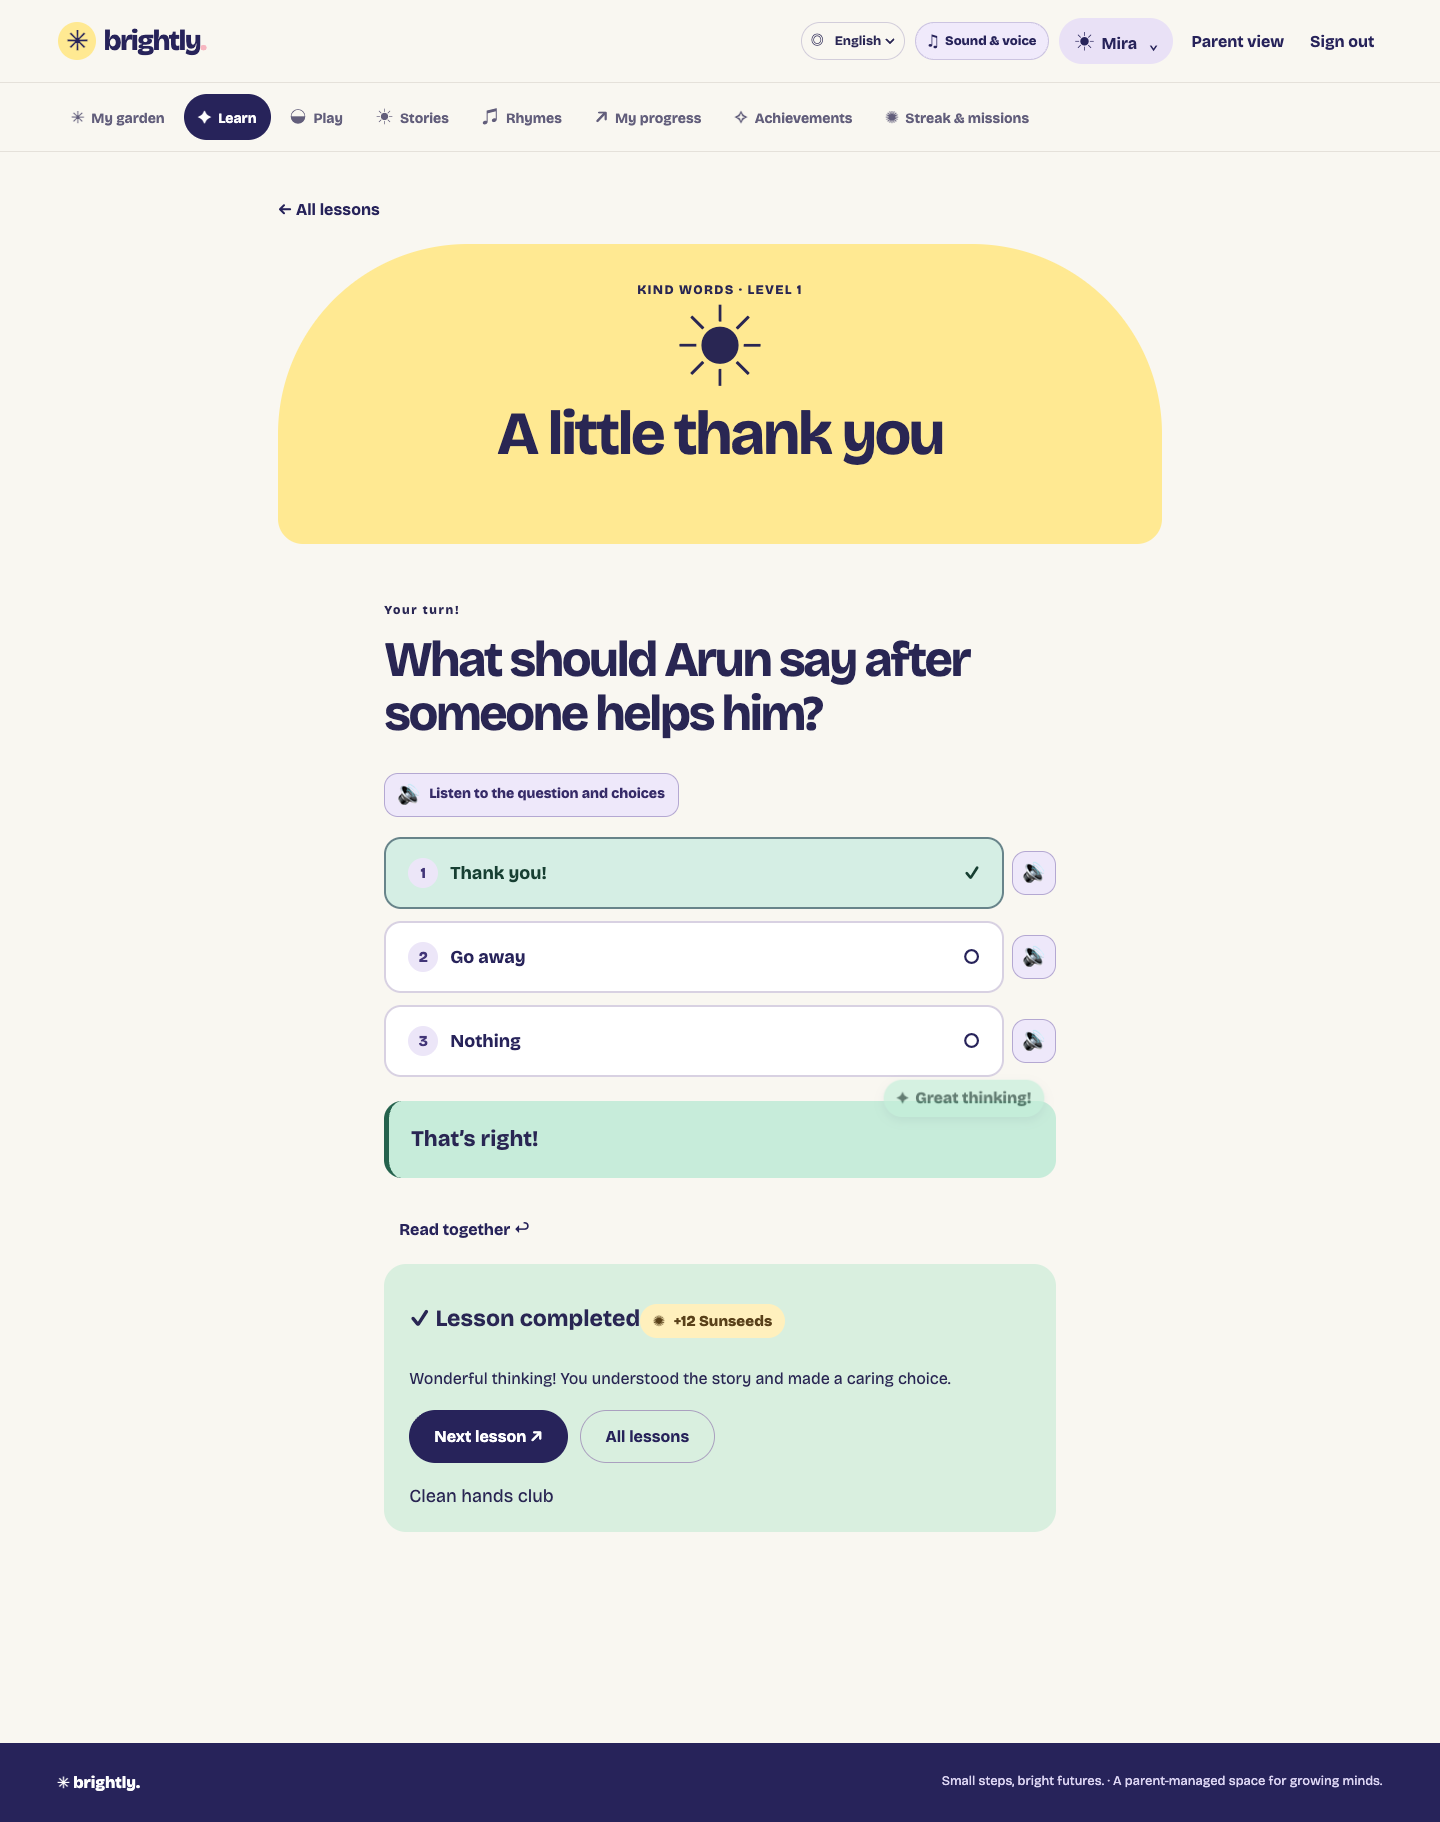 brightly.
English
Sound & voice
Mira
Parent view
Sign out
My garden
Learn
Play
Stories
Rhymes
My progress
Achievements
Streak & missions
← All lessons
KIND WORDS · LEVEL 1
A little thank you
Your turn!
What should Arun say after
someone helps him?
Listen to the question and choices
1 Thank you! ✓
2 Go away
3 Nothing
✦ Great thinking!
That's right!
Read together ↩
✓ Lesson completed
+12 Sunseeds
Wonderful thinking! You understood the story and made a caring choice.
Next lesson ↗
All lessons
Clean hands club
brightly.
Small steps, bright futures. · A parent-managed space for growing minds.